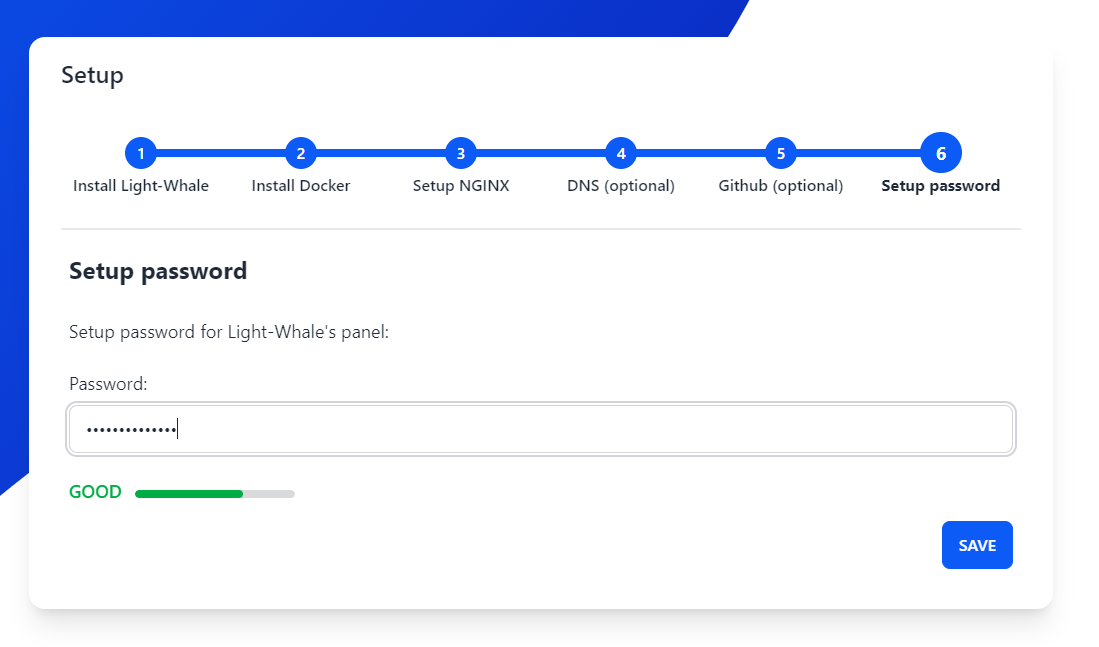 Setup
1 2 3 4 5 6
Install Light-Whale Install Docker Setup NGINX DNS (optional) Github (optional) Setup password
Setup password
Setup password for Light-Whale's panel:
Password:
••••••••••••••
GOOD
SAVE